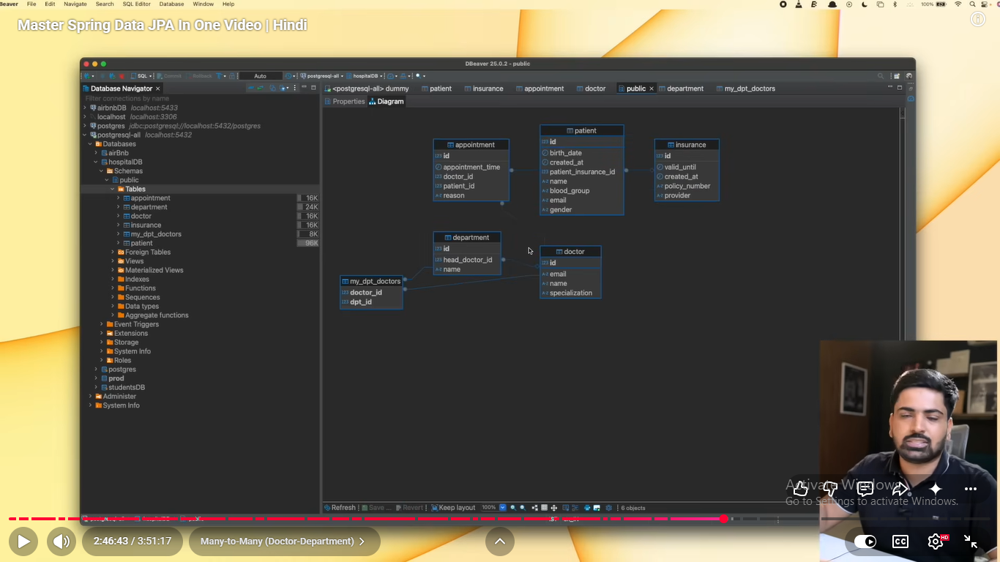 Beaver File Edit Navigate Search SQL Editor Database Window Help
100%
Master Spring Data JPA In One Video | Hindi
DBeaver 25.0.2 - public
SQL Commit Rollback Auto postgresql-all hospitalDB
Database Navigator
<postgresql-all> dummy patient insurance appointment doctor public department my_dpt_doctors
Filter connections by name
Properties Diagram
airbnbDB localhost:5433
localhost localhost:3306
postgres jdbc:postgresql://localhost:5432/postgres
postgresql-all localhost:5432
Databases
airBnb
hospitalDB
Schemas
public
Tables
appointment 16K
department 24K
doctor 16K
insurance 16K
my_dpt_doctors 8K
patient 96K
Foreign Tables
Views
Materialized Views
Indexes
Functions
Sequences
Data types
Aggregate functions
Event Triggers
Extensions
Storage
System Info
Roles
postgres
prod
studentsDB
Administer
System Info
appointment
id
appointment_time
doctor_id
patient_id
reason
patient
id
birth_date
created_at
patient_insurance_id
name
blood_group
email
gender
insurance
id
valid_until
created_at
policy_number
provider
department
id
head_doctor_id
name
doctor
id
email
name
specialization
my_dpt_doctors
doctor_id
dpt_id
Refresh Save ... Revert Keep layout 100% 6 objects
Activate Windows
Go to Settings to activate Windows.
2:46:43 / 3:51:17
Many-to-Many (Doctor-Department)
CC
HD